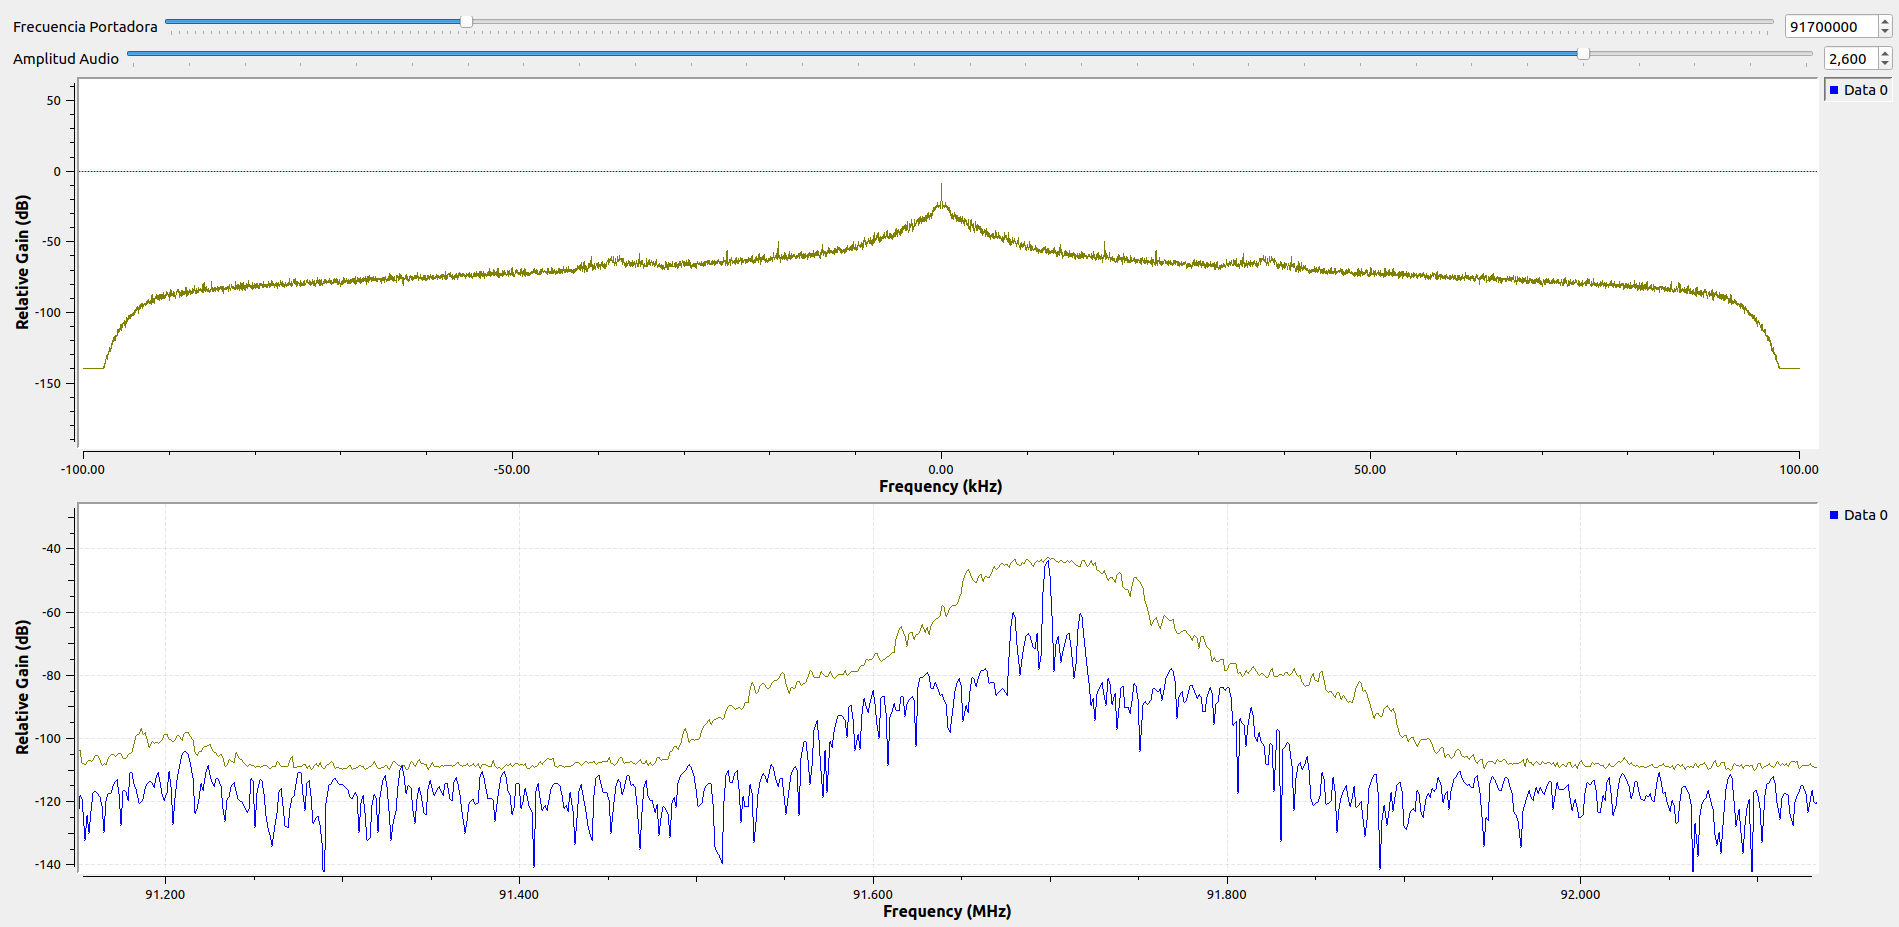 Frecuencia Portadora 91700000
Amplitud Audio 2,600
Data 0
50
0
-50
-100
-150
Relative Gain (dB)
-100.00 -50.00 0.00 50.00 100.00
Frequency (kHz)
Data 0
-40
-60
-80
-100
-120
-140
Relative Gain (dB)
91.200 91.400 91.600 91.800 92.000
Frequency (MHz)